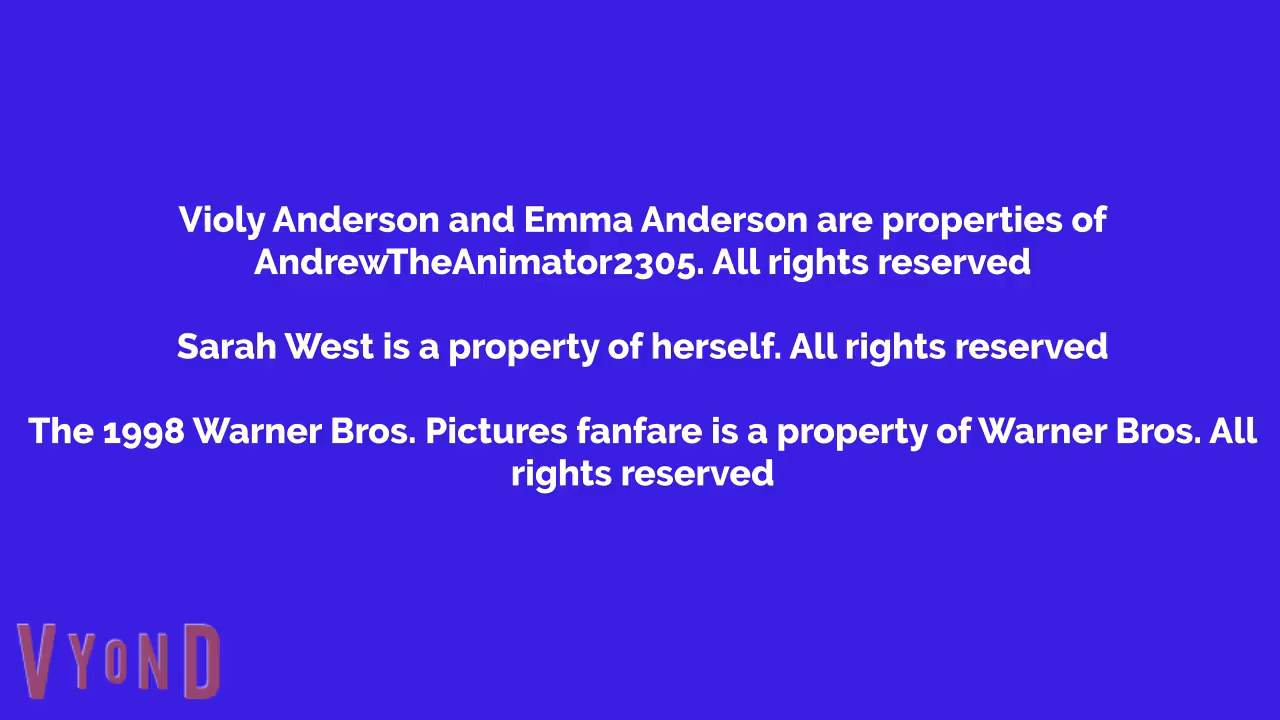 Violy Anderson and Emma Anderson are properties of
AndrewTheAnimator2305. All rights reserved
Sarah West is a property of herself. All rights reserved
The 1998 Warner Bros. Pictures fanfare is a property of Warner Bros. All
rights reserved
VYOND